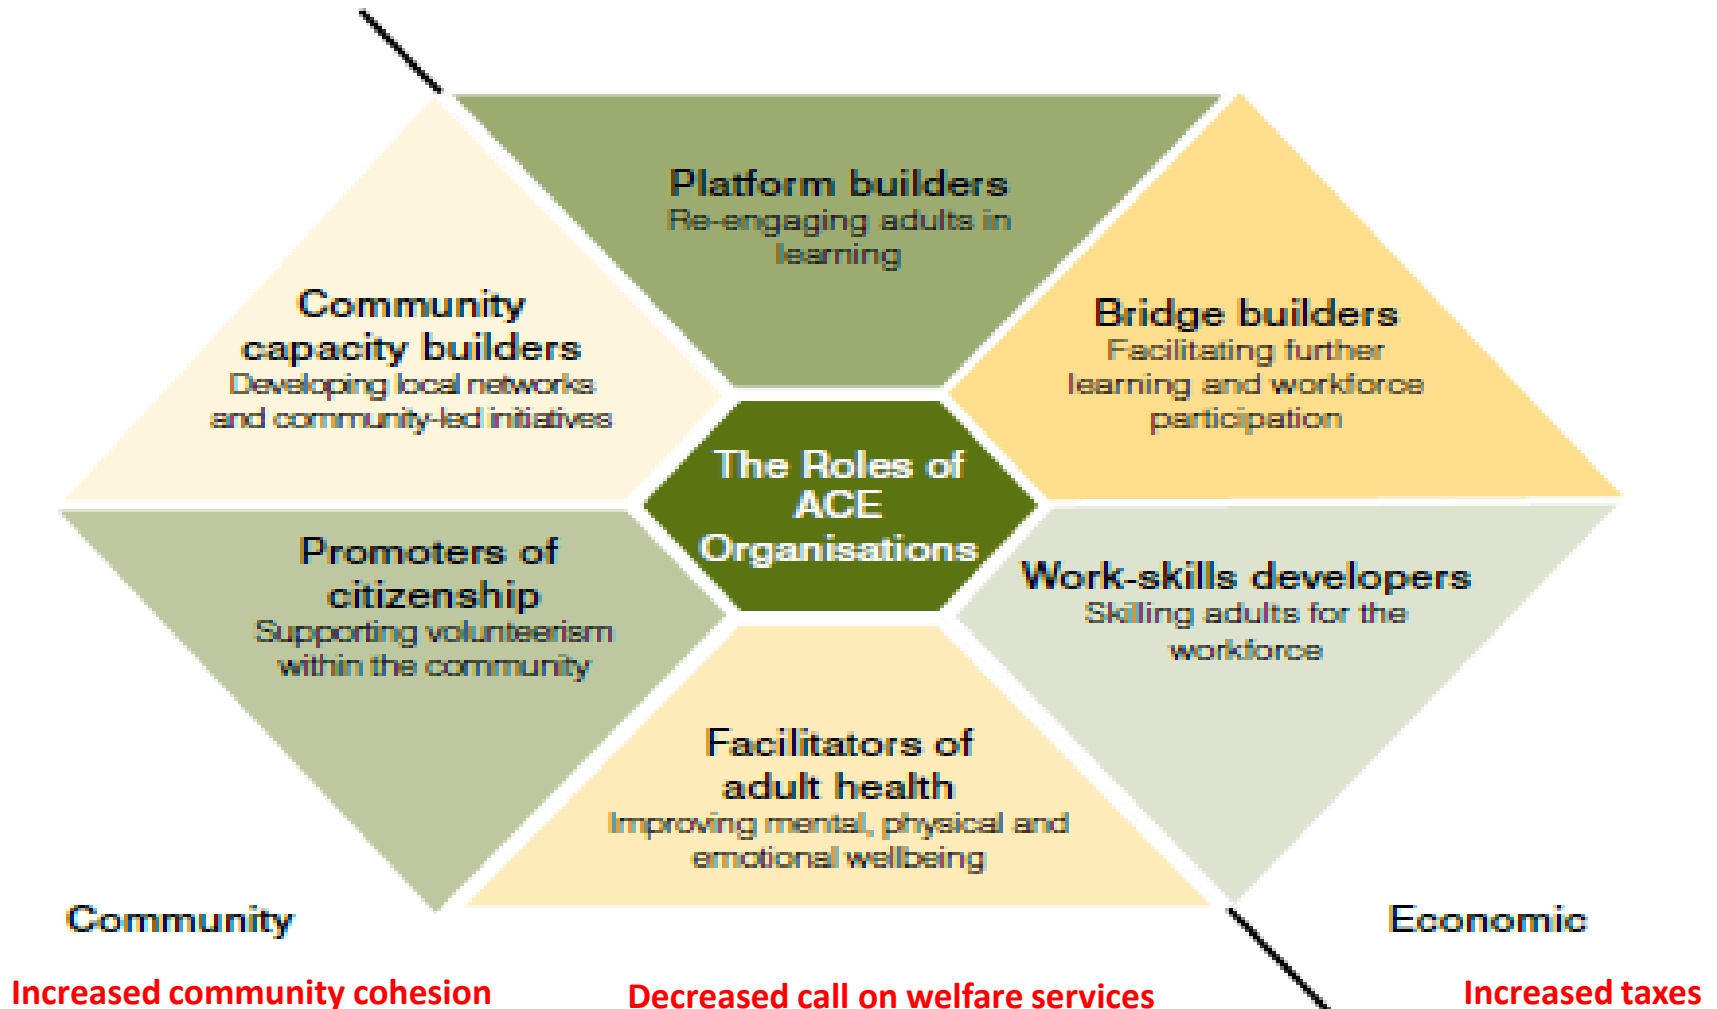 Platform builders
Re-engaging adults in
learning
Community
capacity builders
Developing local networks
and community-led initiatives
Bridge builders
Facilitating further
learning and workforce
participation
The Roles of
ACE
Organisations
Promoters of
citizenship
Supporting volunteerism
within the community
Work-skills developers
Skilling adults for the
workforce
Facilitators of
adult health
Improving mental, physical and
emotional wellbeing
Community
Economic
Increased community cohesion
Decreased call on welfare services
Increased taxes